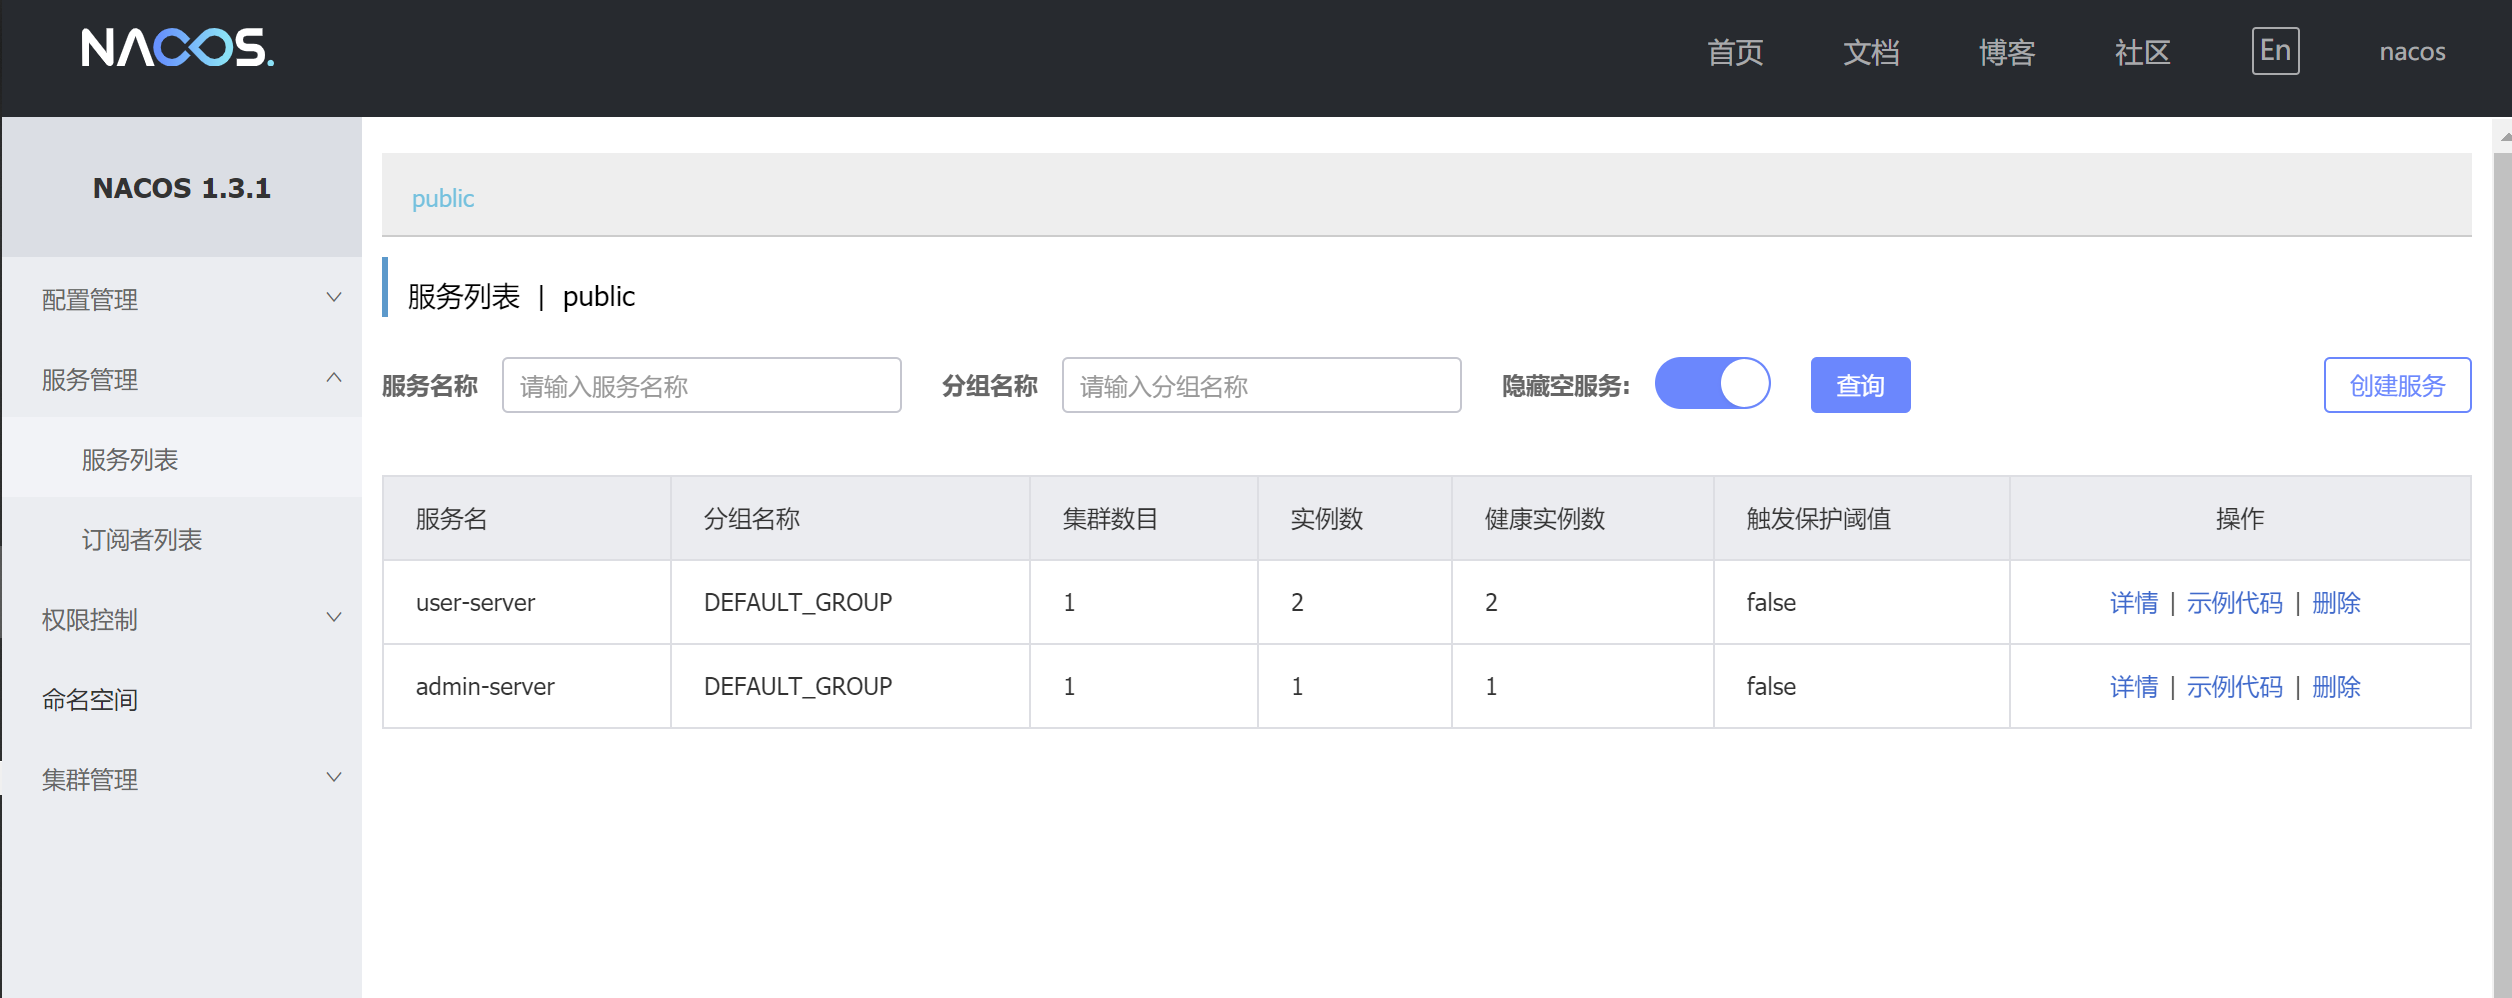 NACOS.
首页 文档 博客 社区 En nacos
NACOS 1.3.1
配置管理
服务管理
服务列表
订阅者列表
权限控制
命名空间
集群管理
public
服务列表 | public
服务名称 请输入服务名称 分组名称 请输入分组名称 隐藏空服务: 查询 创建服务
服务名 分组名称 集群数目 实例数 健康实例数 触发保护阈值 操作
user-server DEFAULT_GROUP 1 2 2 false 详情 | 示例代码 | 删除
admin-server DEFAULT_GROUP 1 1 1 false 详情 | 示例代码 | 删除